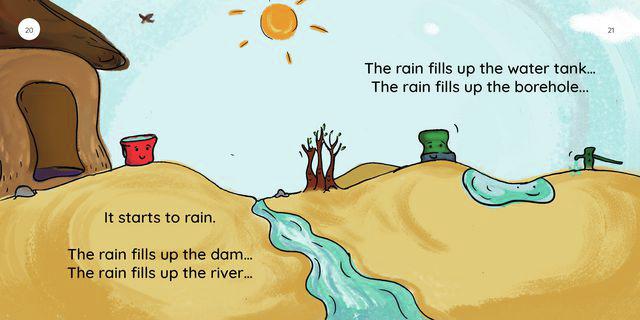 20
It starts to rain.
The rain fills up the dam...
The rain fills up the river...
21
The rain fills up the water tank...
The rain fills up the borehole...